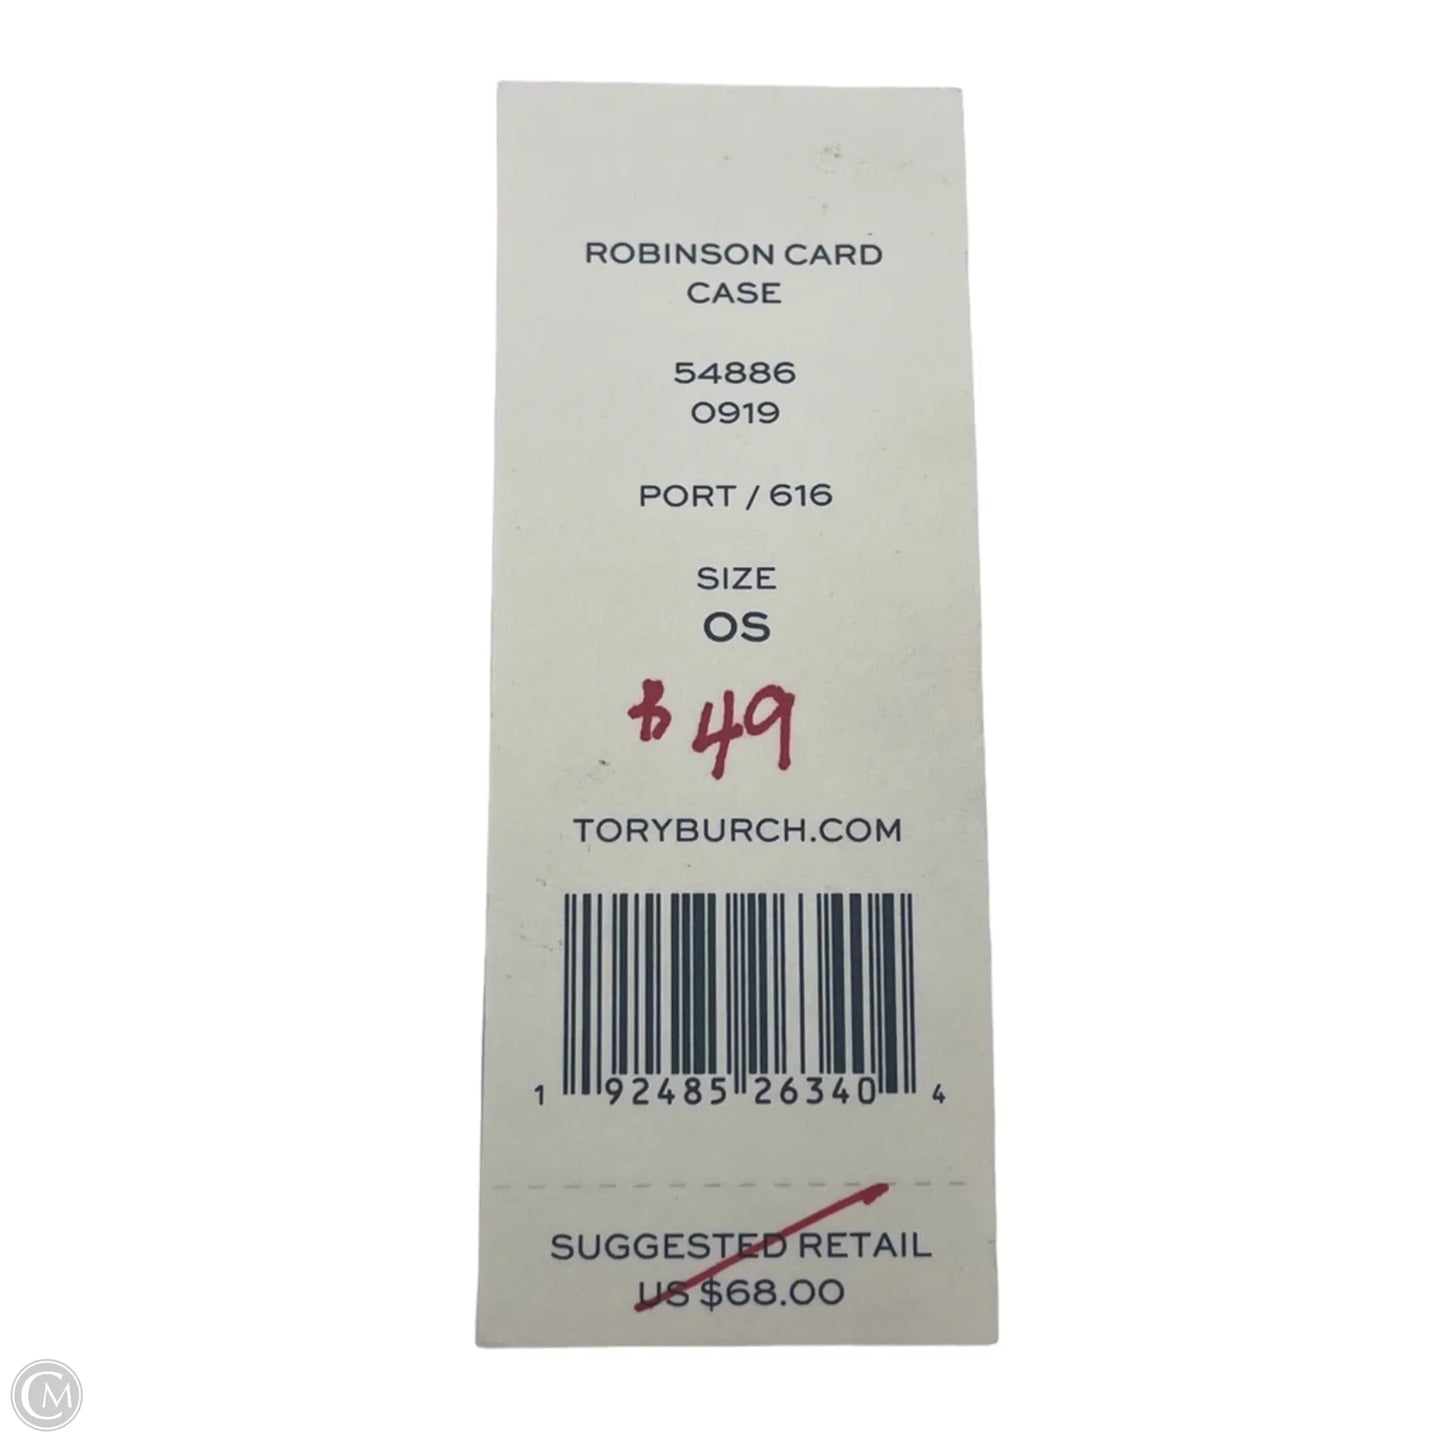 ROBINSON CARD
CASE
54886
0919
PORT / 616
SIZE
OS
$ 49
TORYBURCH.COM
1 92485 26340 4
SUGGESTED RETAIL
US $68.00
CM